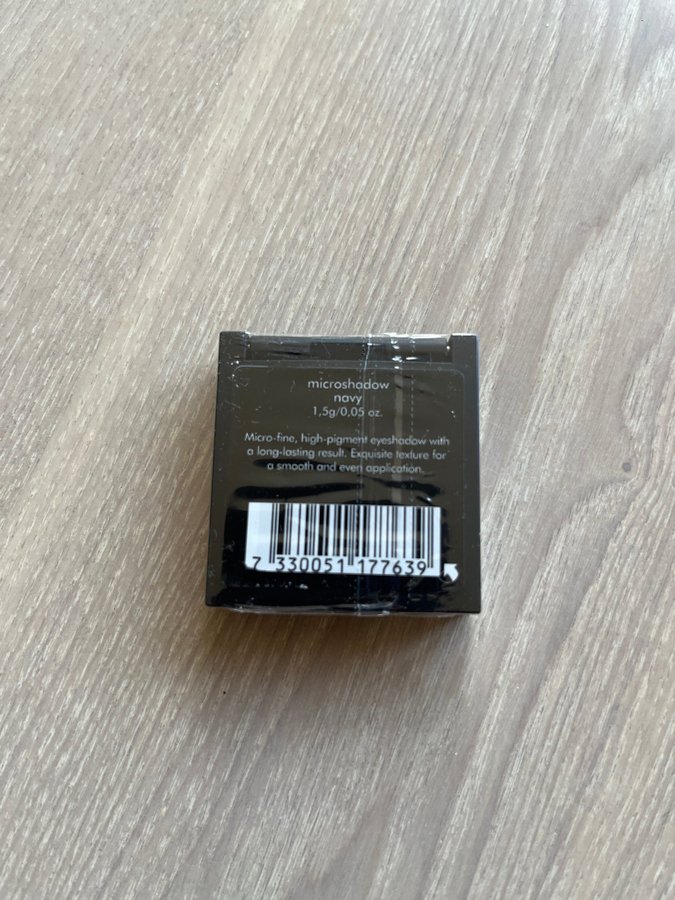 microshadow
navy
1,5g/0,05 oz.
Micro-fine, high-pigment eyeshadow with
a long-lasting result. Exquisite texture for
a smooth and even application.
7 330051 177639